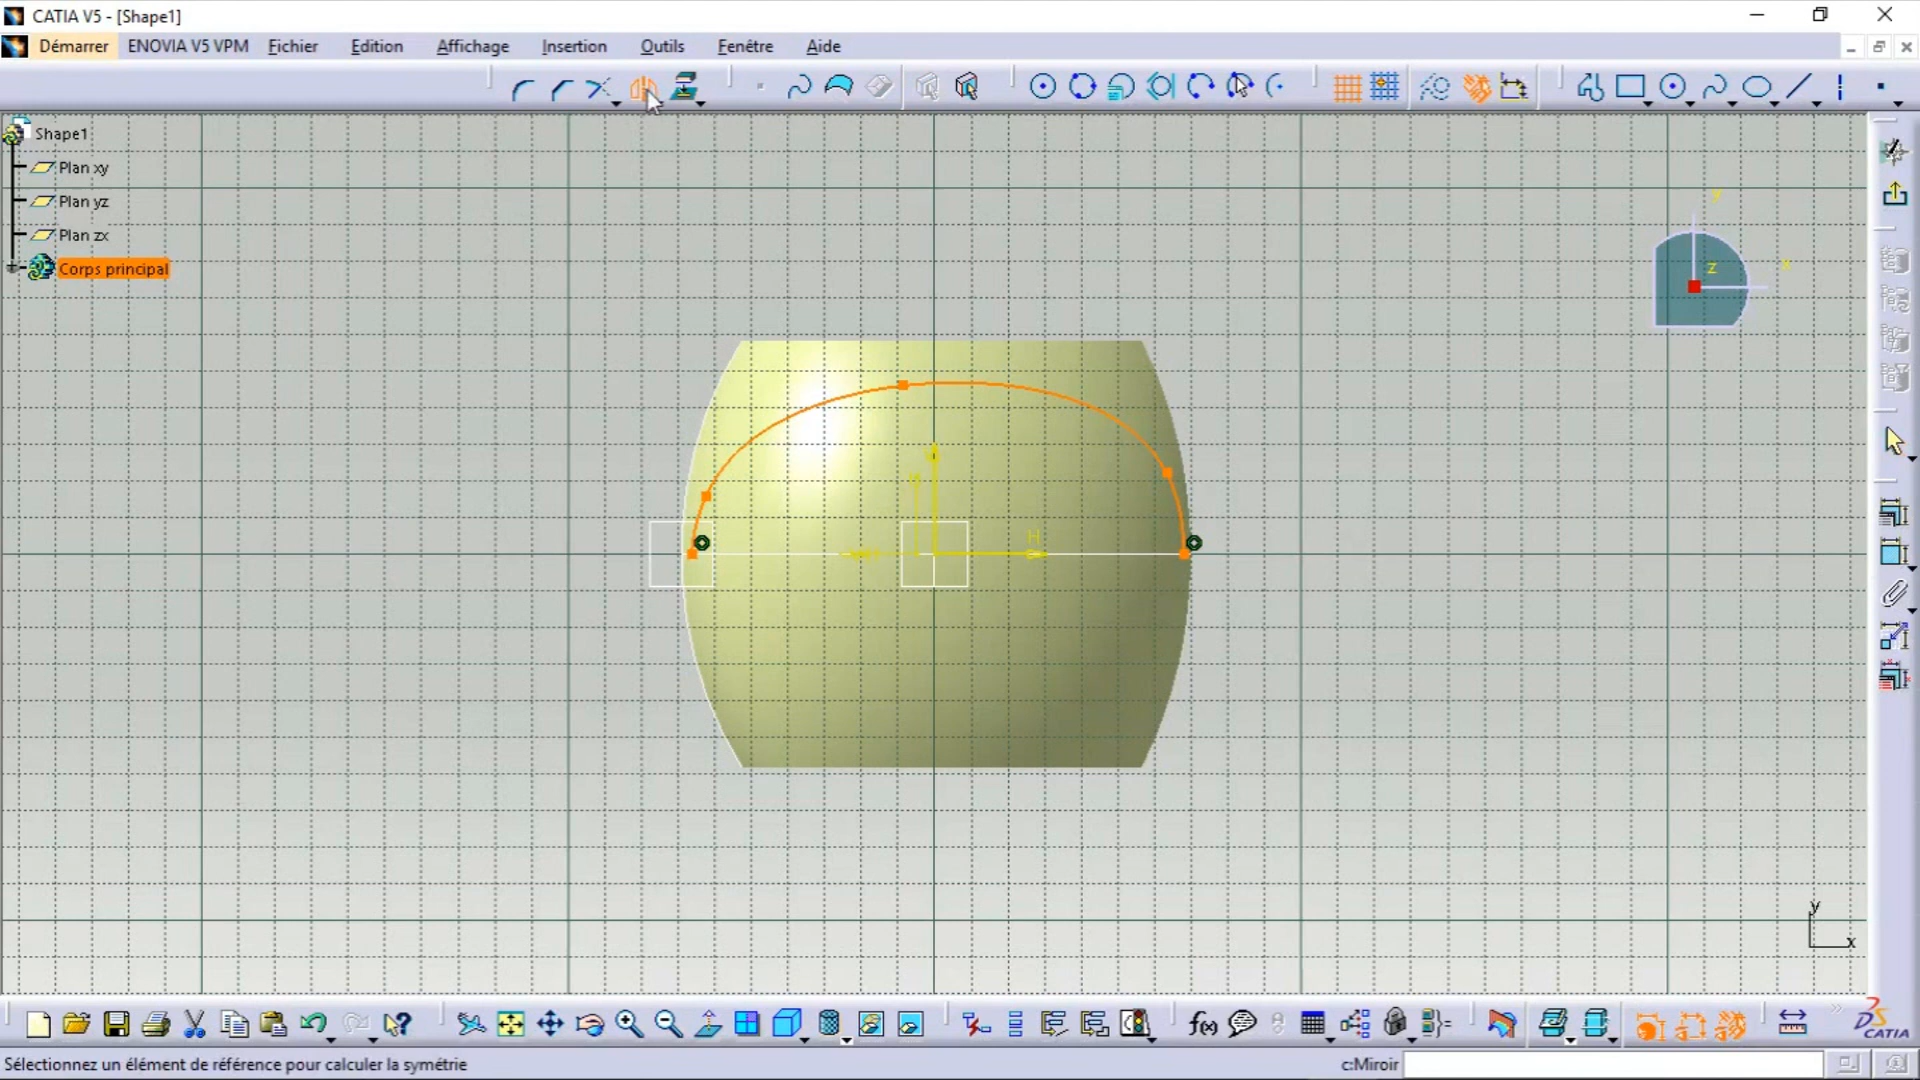 CATIA V5 - [Shape1]
Démarrer ENOVIA V5 VPM Fichier Edition Affichage Insertion Outils Fenêtre Aide
Shape1
Plan xy
Plan yz
Plan zx
Corps principal
y
x
z
H
y
x
f(x)
CATIA
Sélectionnez un élément de référence pour calculer la symétrie
c:Miroir